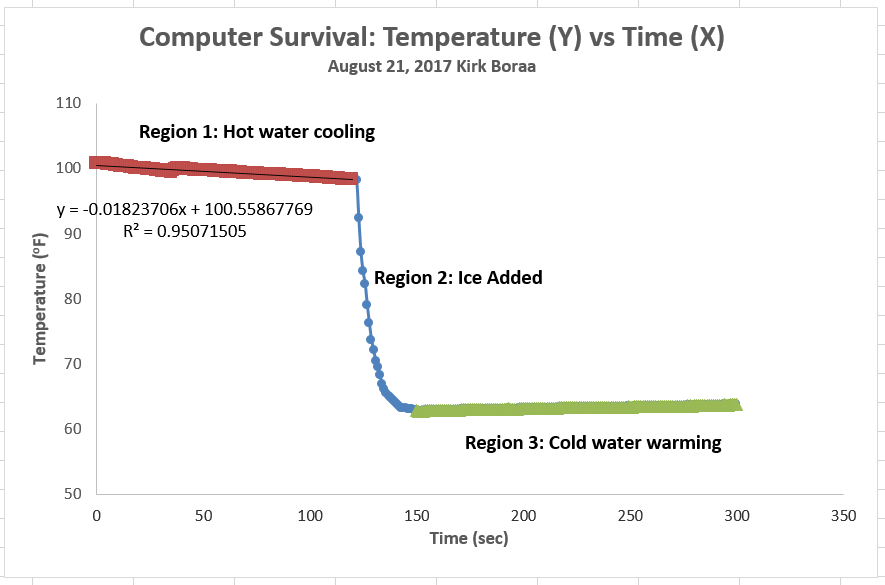 Computer Survival: Temperature (Y) vs Time (X)
August 21, 2017 Kirk Boraa
110
Region 1: Hot water cooling
100
y = -0.01823706x + 100.55867769
R² = 0.95071505
90
Region 2: Ice Added
80
Temperature (⁰F)
70
60
Region 3: Cold water warming
50
0 50 100 150 200 250 300 350
Time (sec)